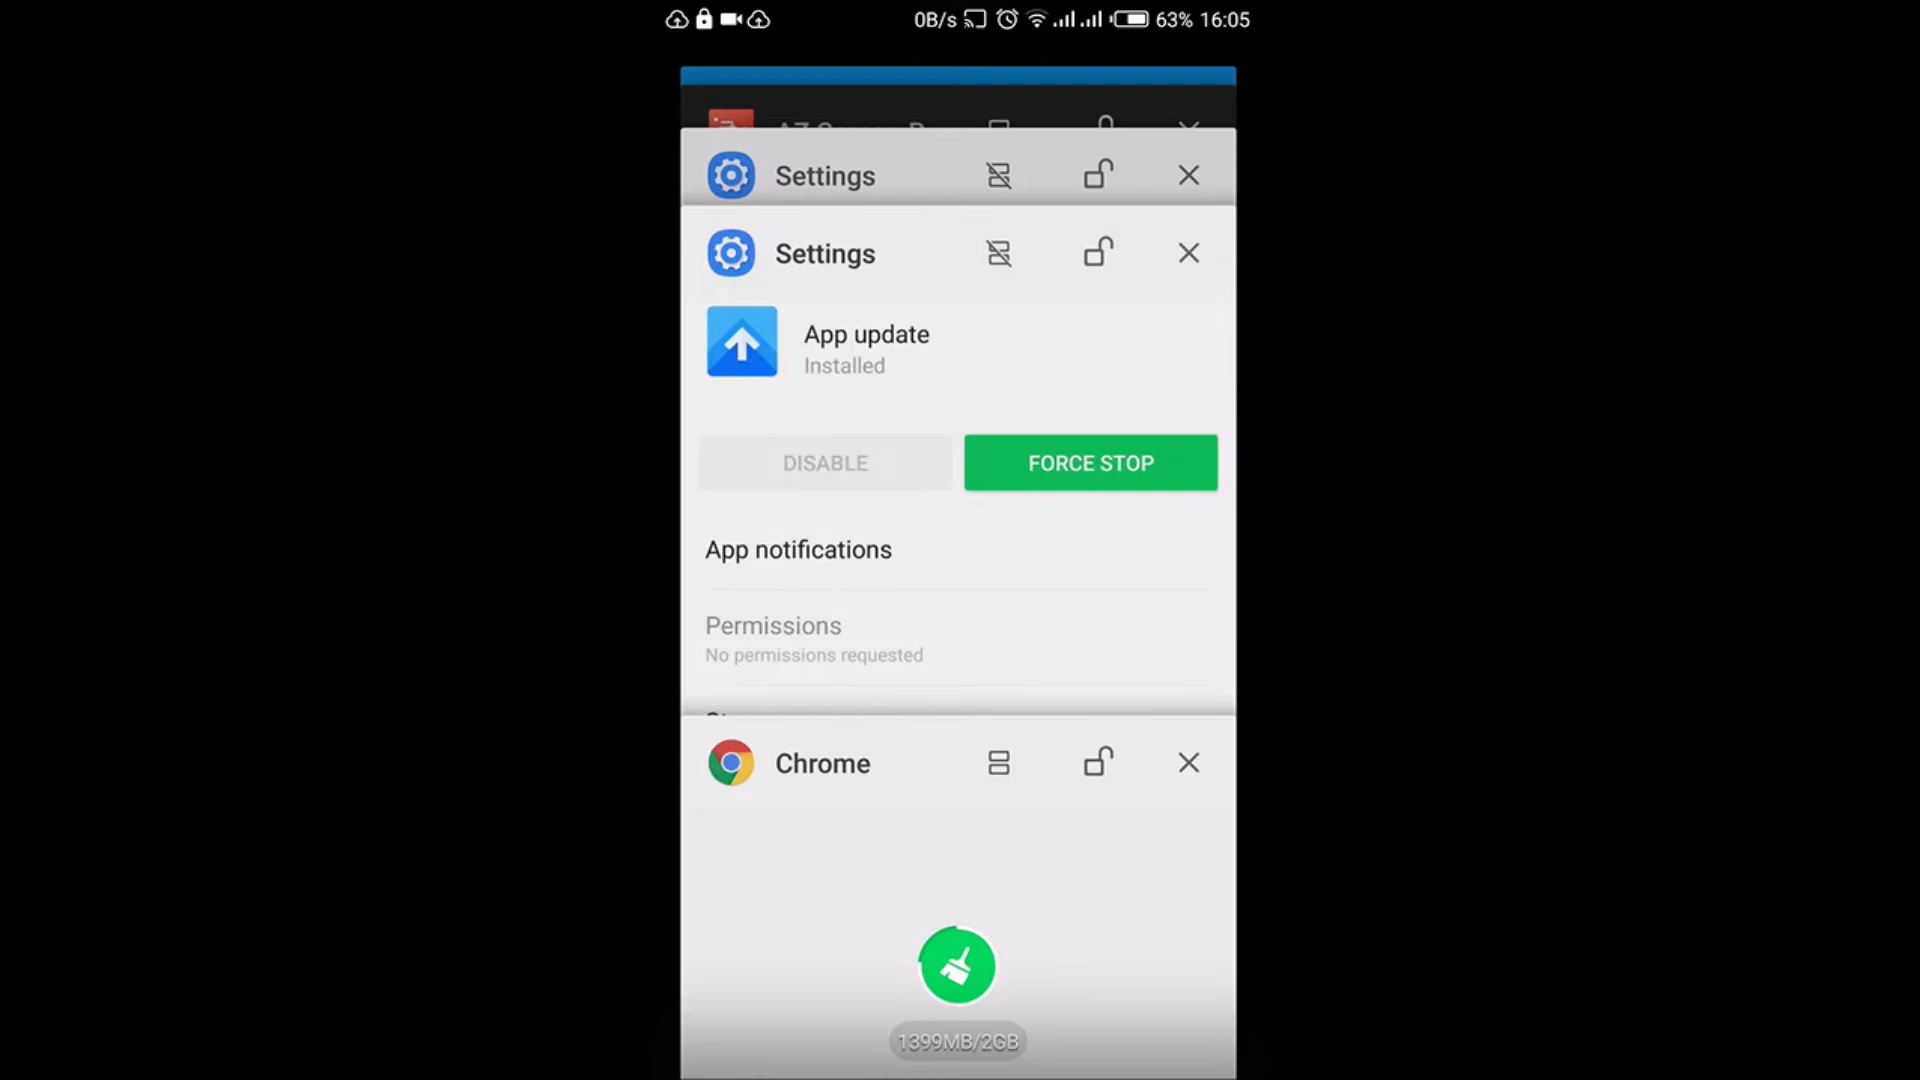 0B/s 63% 16:05
Settings
Settings
App update
Installed
DISABLE
FORCE STOP
App notifications
Permissions
No permissions requested
Chrome
1399MB/2GB